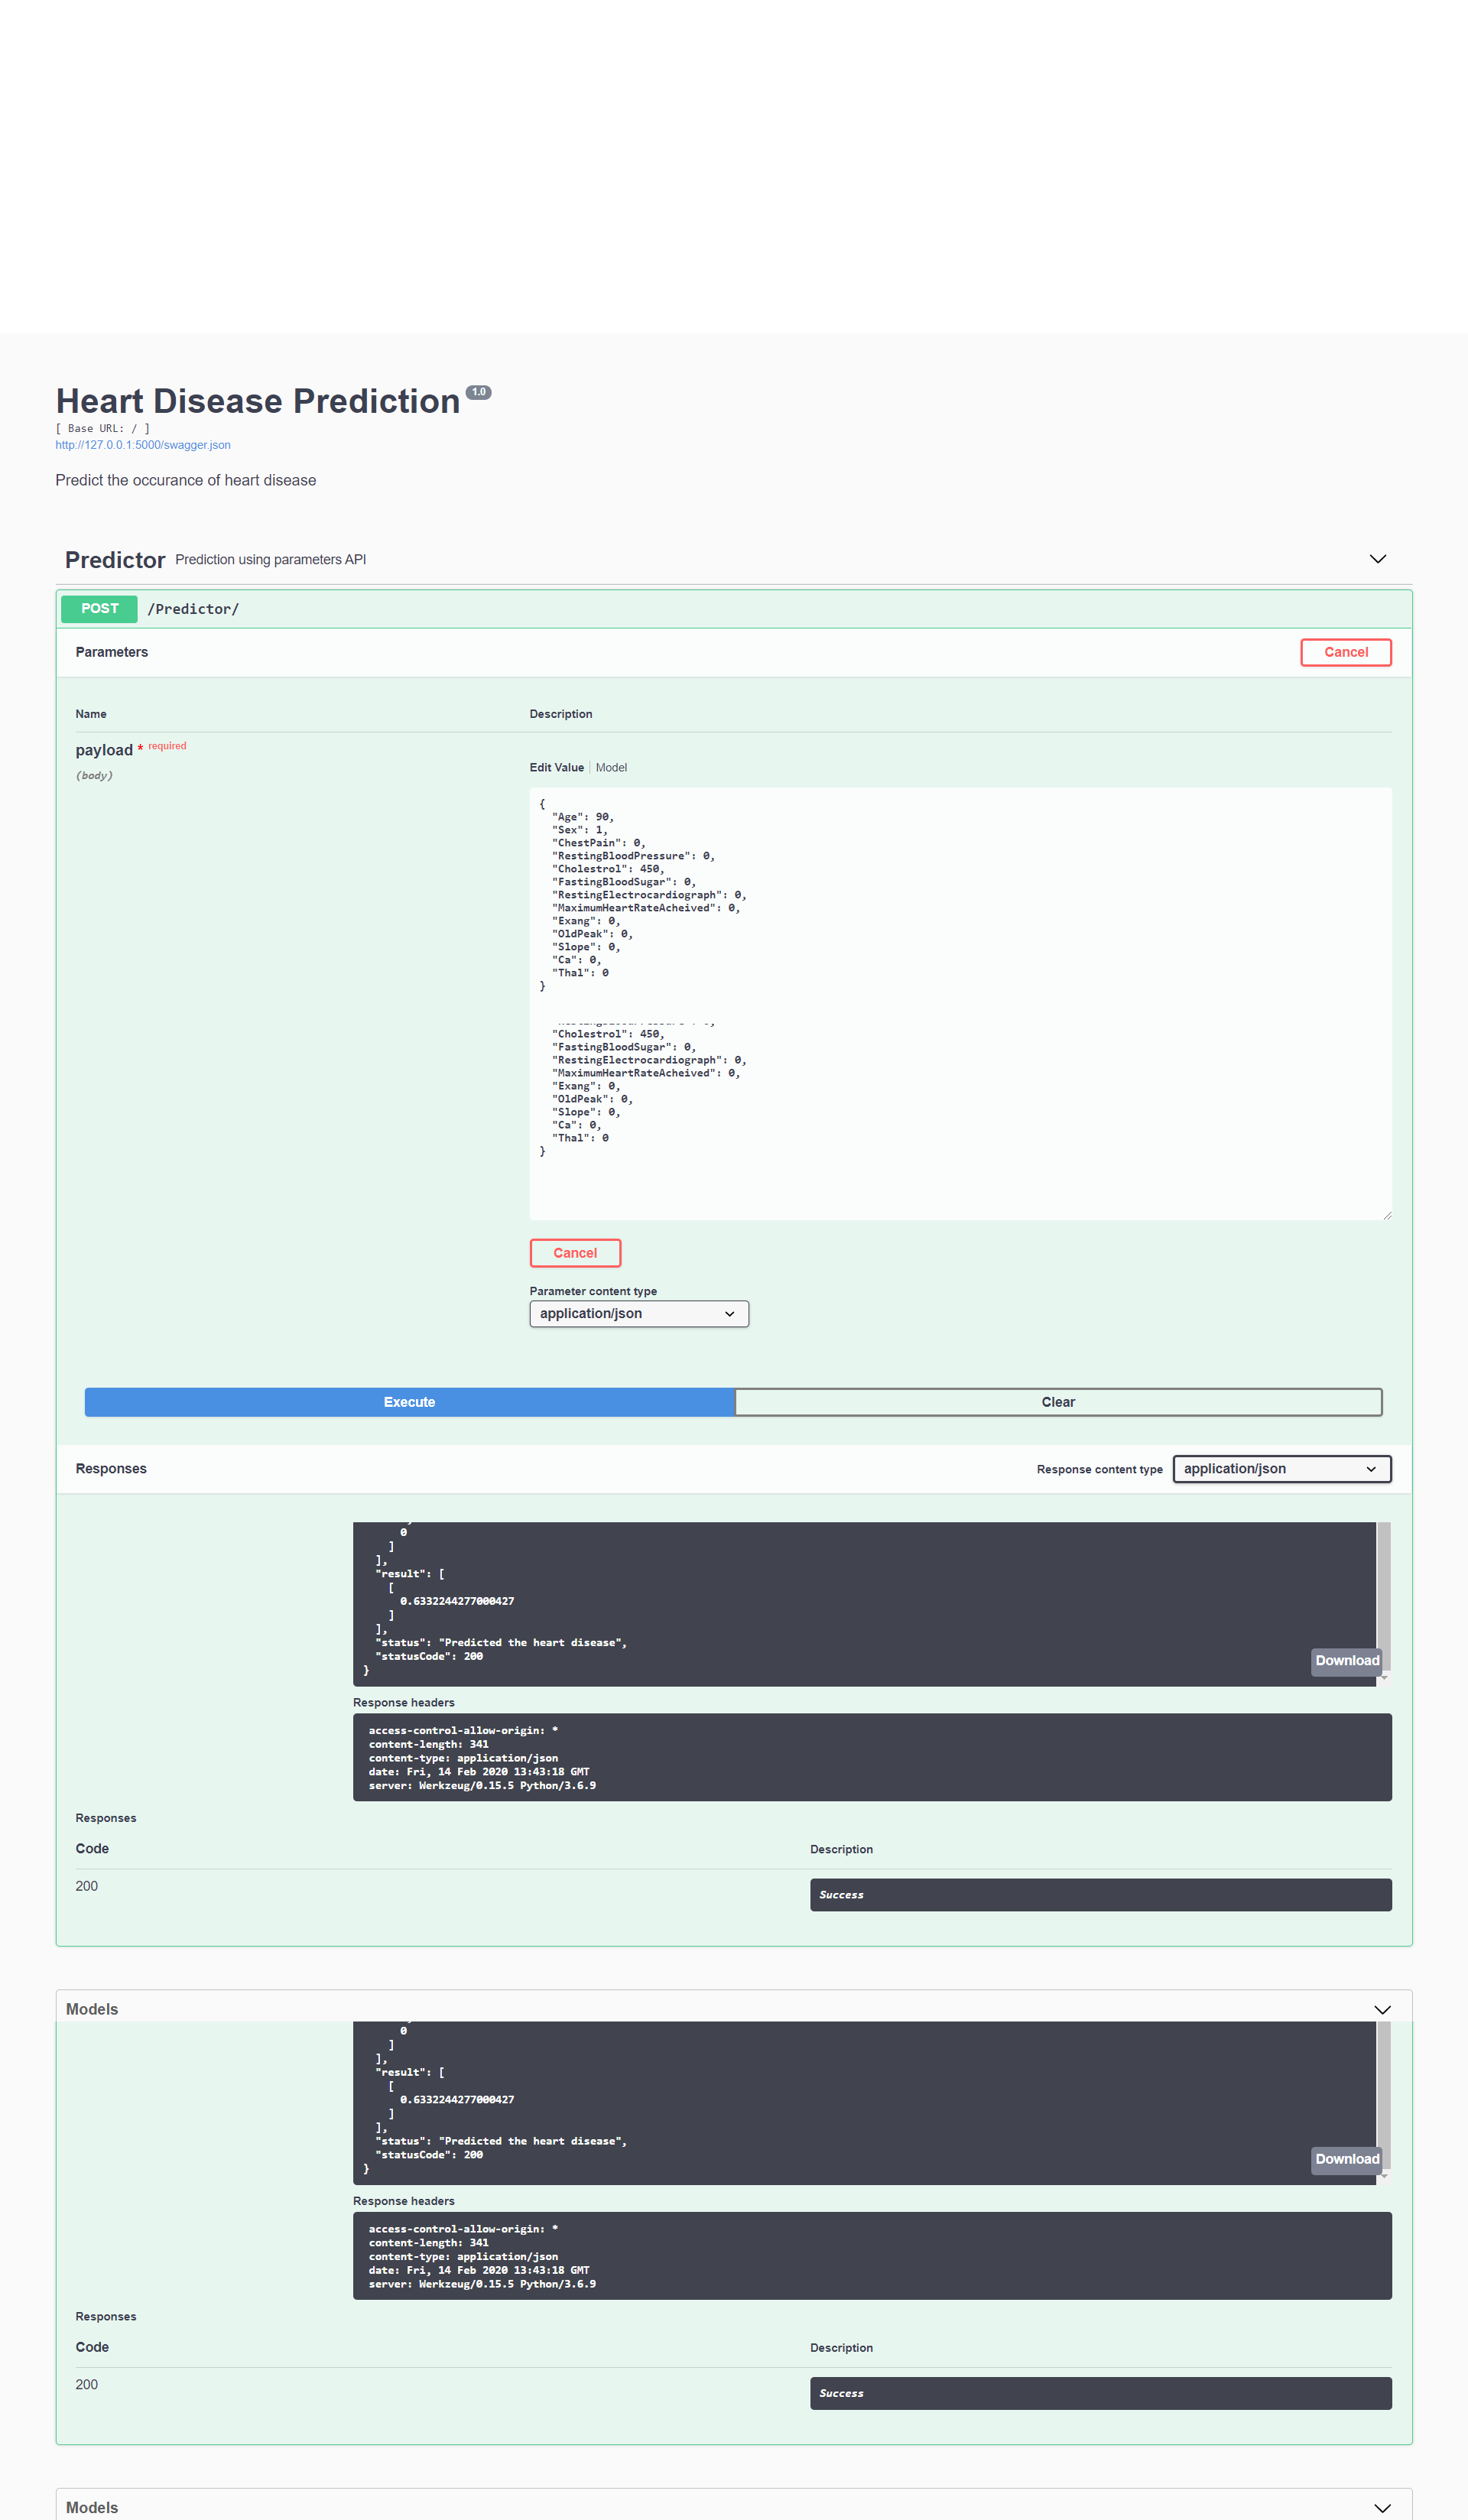 Heart Disease Prediction 1.0
[ Base URL: / ]
http://127.0.0.1:5000/swagger.json
Predict the occurance of heart disease
Predictor Prediction using parameters API
POST /Predictor/
Parameters Cancel
Name Description
payload * required
(body)
Edit Value Model
{
"Age": 90,
"Sex": 1,
"ChestPain": 0,
"RestingBloodPressure": 0,
"Cholestrol": 450,
"FastingBloodSugar": 0,
"RestingElectrocardiograph": 0,
"MaximumHeartRateAcheived": 0,
"Exang": 0,
"OldPeak": 0,
"Slope": 0,
"Ca": 0,
"Thal": 0
}
"Cholestrol": 450,
"FastingBloodSugar": 0,
"RestingElectrocardiograph": 0,
"MaximumHeartRateAcheived": 0,
"Exang": 0,
"OldPeak": 0,
"Slope": 0,
"Ca": 0,
"Thal": 0
}
Cancel
Parameter content type
application/json
Execute Clear
Responses Response content type application/json
0
]
],
"result": [
[
0.6332244277000427
]
],
"status": "Predicted the heart disease",
"statusCode": 200
}
Download
Response headers
access-control-allow-origin: *
content-length: 341
content-type: application/json
date: Fri, 14 Feb 2020 13:43:18 GMT
server: Werkzeug/0.15.5 Python/3.6.9
Responses
Code Description
200 Success
Models
0
]
],
"result": [
[
0.6332244277000427
]
],
"status": "Predicted the heart disease",
"statusCode": 200
}
Download
Response headers
access-control-allow-origin: *
content-length: 341
content-type: application/json
date: Fri, 14 Feb 2020 13:43:18 GMT
server: Werkzeug/0.15.5 Python/3.6.9
Responses
Code Description
200 Success
Models